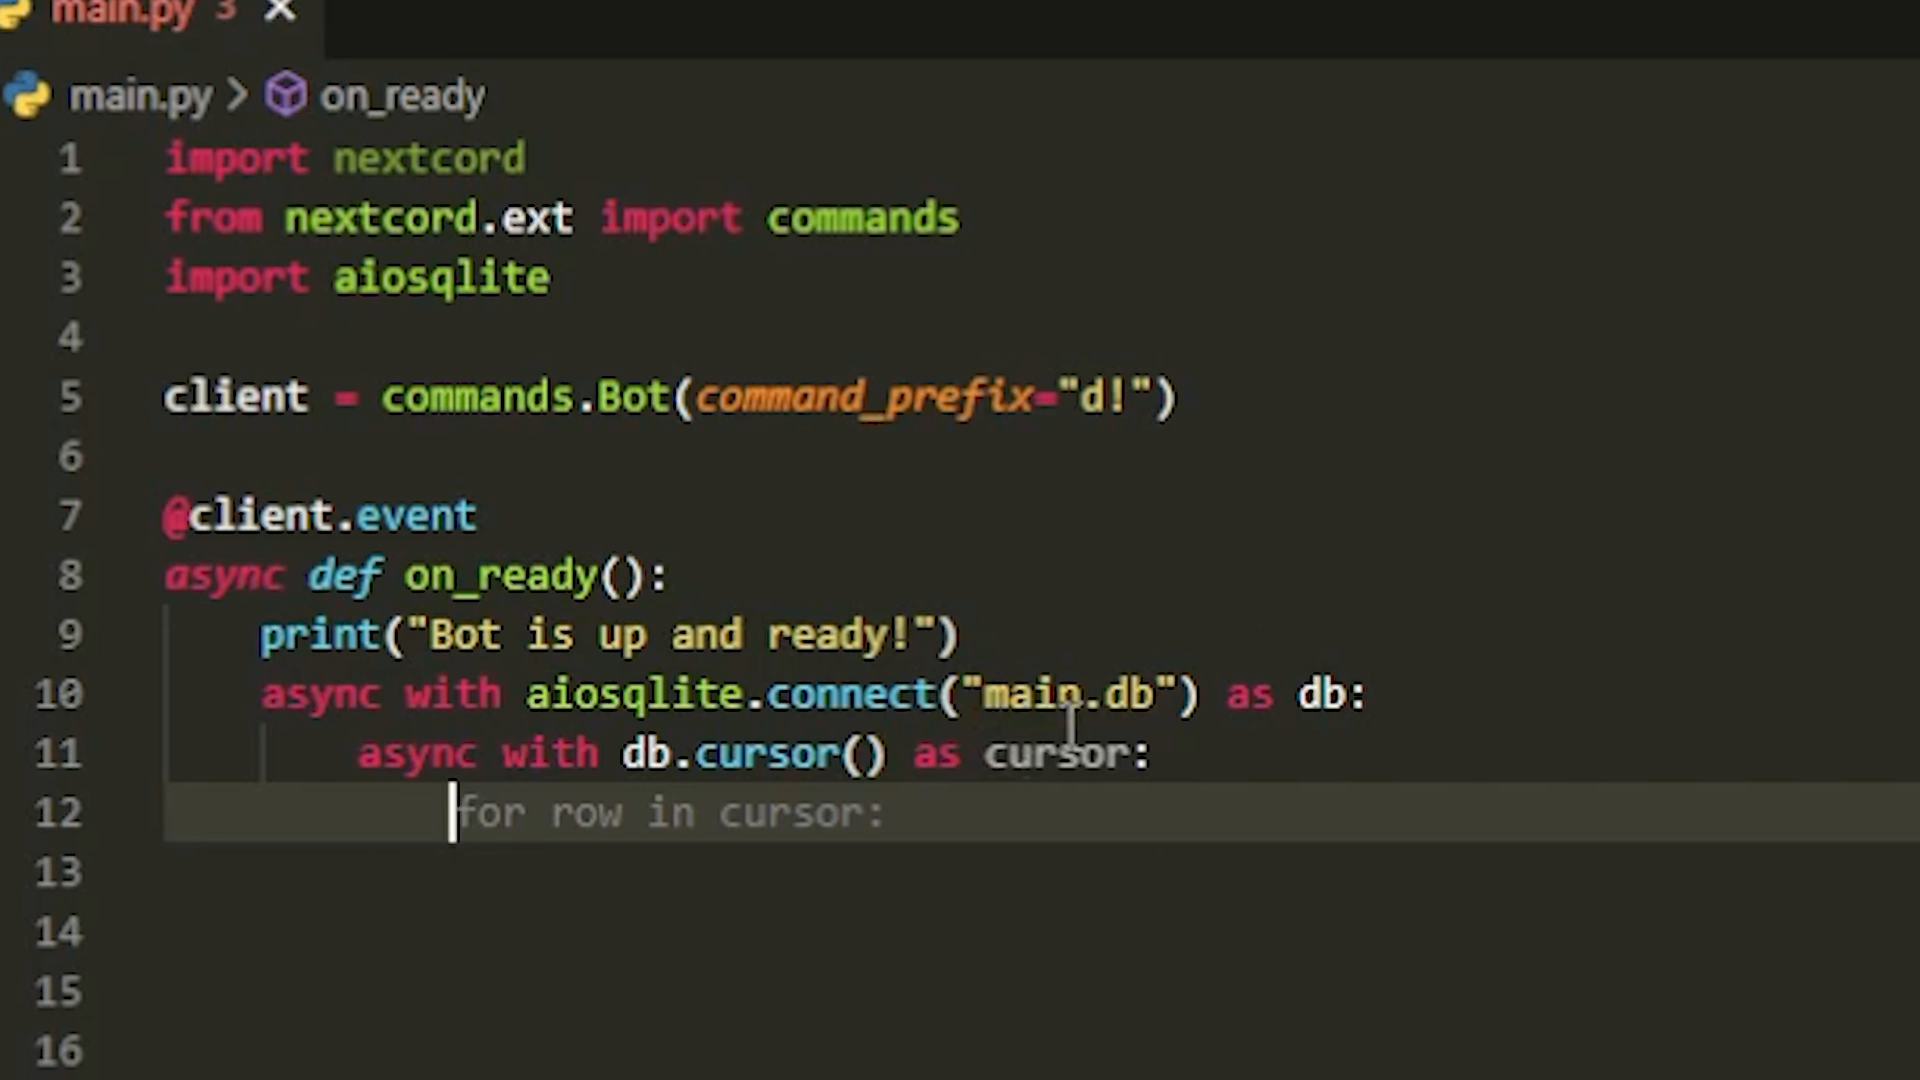 main.py 3
main.py > on_ready
1 import nextcord
2 from nextcord.ext import commands
3 import aiosqlite
4
5 client = commands.Bot(command_prefix="d!")
6
7 @client.event
8 async def on_ready():
9     print("Bot is up and ready!")
10     async with aiosqlite.connect("main.db") as db:
11         async with db.cursor() as cursor:
12             for row in cursor:
13
14
15
16